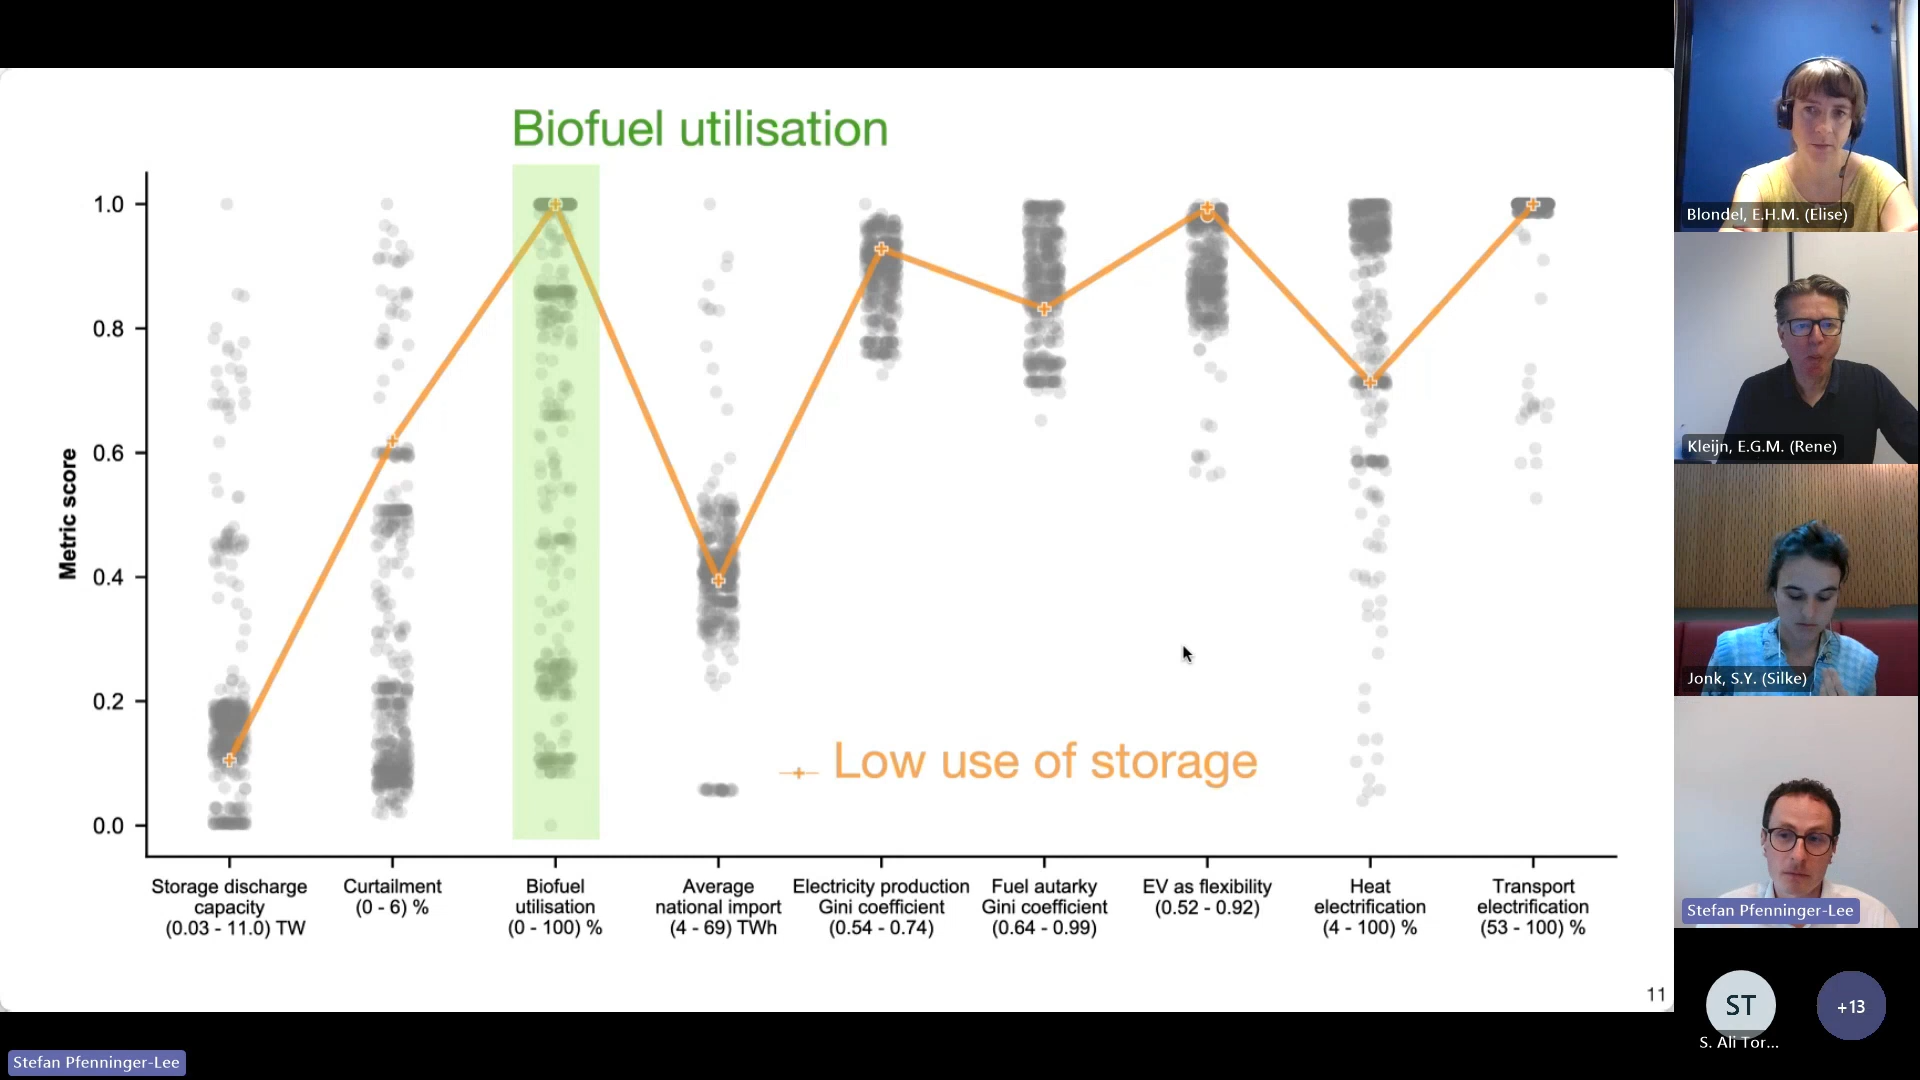 Biofuel utilisation
1.0
0.8
0.6
0.4
0.2
0.0
Metric score
Low use of storage
Storage discharge
capacity
(0.03 - 11.0) TW
Curtailment
(0 - 6) %
Biofuel
utilisation
(0 - 100) %
Average
national import
(4 - 69) TWh
Electricity production
Gini coefficient
(0.54 - 0.74)
Fuel autarky
Gini coefficient
(0.64 - 0.99)
EV as flexibility
(0.52 - 0.92)
Heat
electrification
(4 - 100) %
Transport
electrification
(53 - 100) %
11
Blondel, E.H.M. (Elise)
Kleijn, E.G.M. (Rene)
Jonk, S.Y. (Silke)
Stefan Pfenninger-Lee
ST
S. Ali Tor...
+13
Stefan Pfenninger-Lee